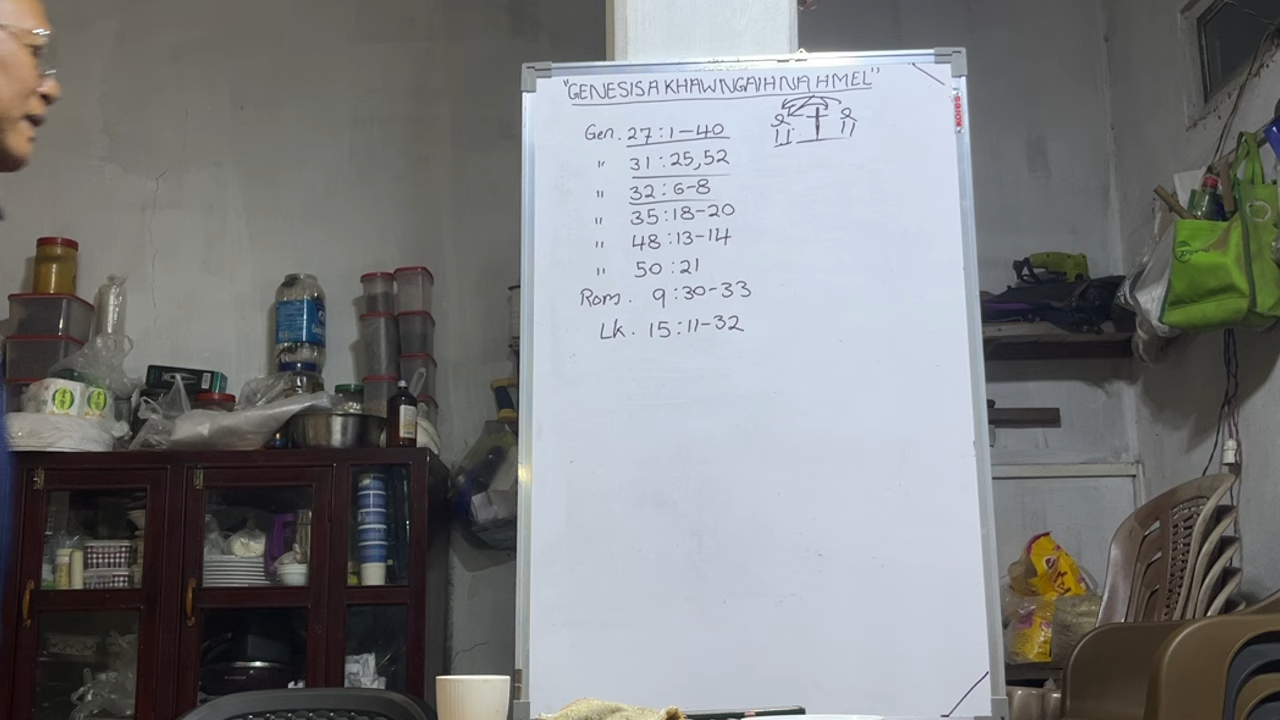 "GENESISA KHAWNGAIHNA HMEL"
Gen. 27:1-40
" 31:25,52
" 32:6-8
" 35:18-20
" 48:13-14
" 50:21
Rom. 9:30-33
Lk. 15:11-32